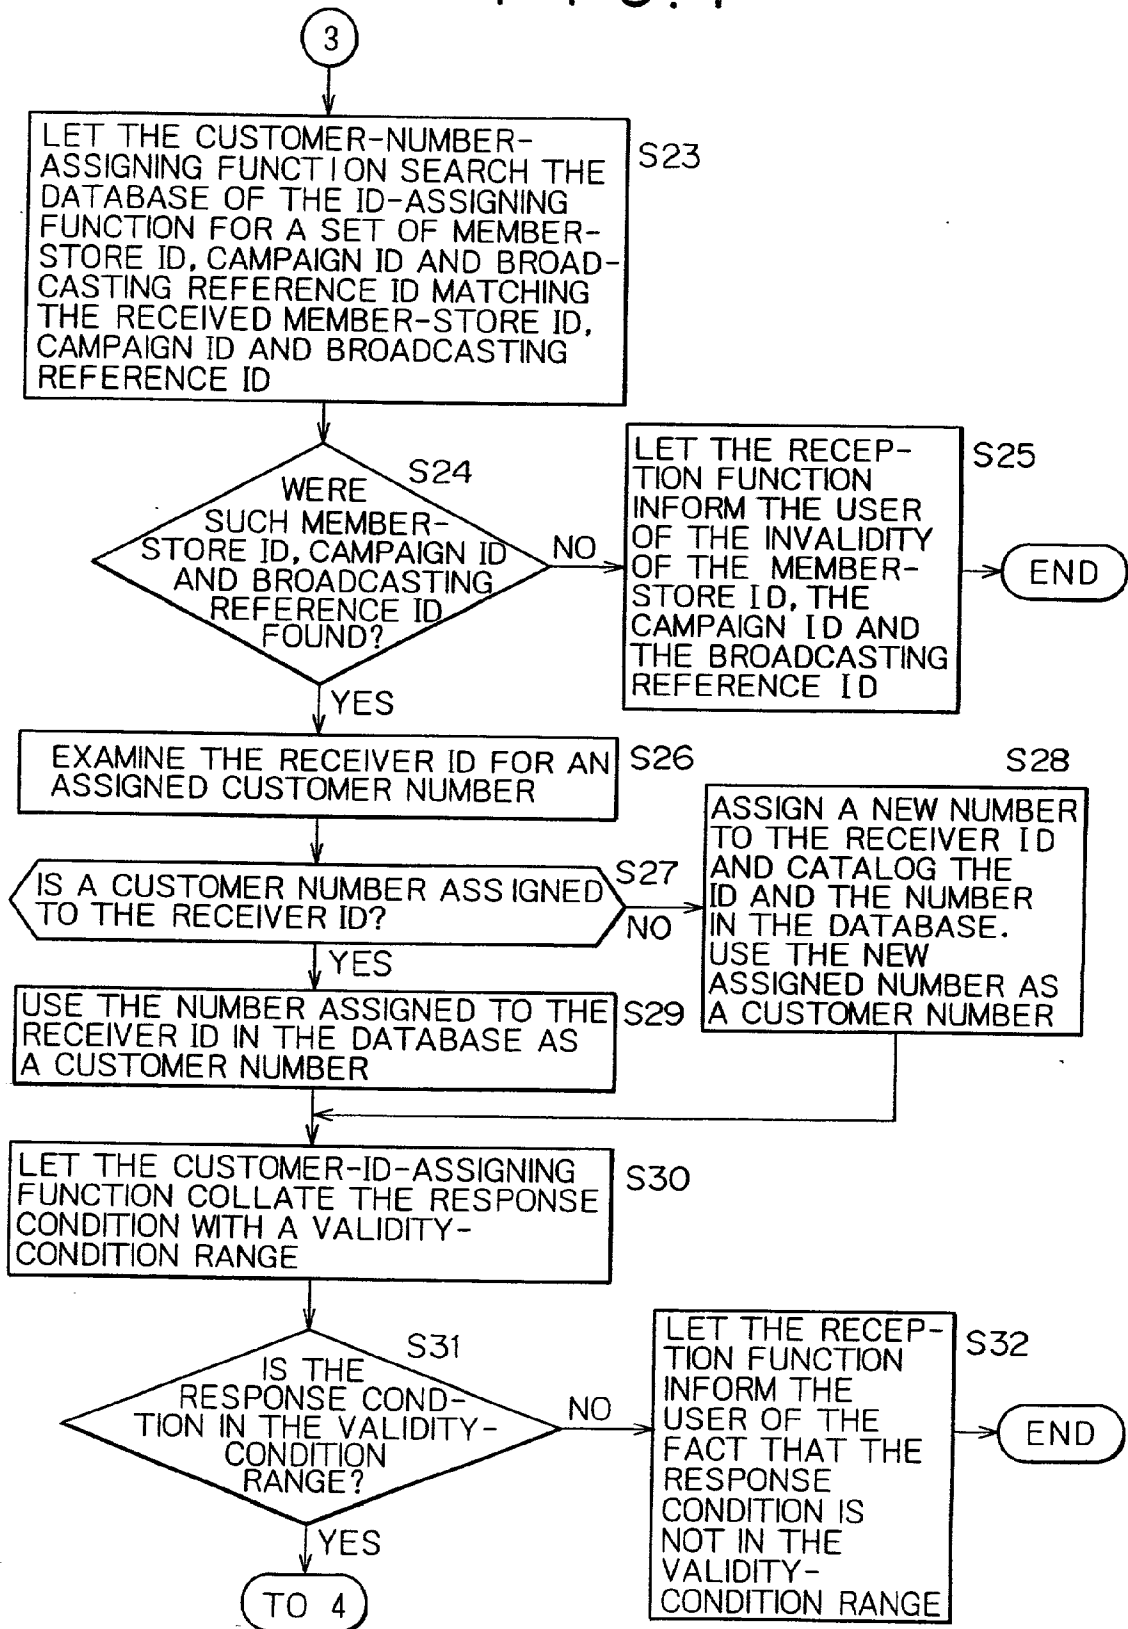 3
LET THE CUSTOMER-NUMBER-
ASSIGNING FUNCTION SEARCH THE
DATABASE OF THE ID-ASSIGNING
FUNCTION FOR A SET OF MEMBER-
STORE ID, CAMPAIGN ID AND BROAD-
CASTING REFERENCE ID MATCHING
THE RECEIVED MEMBER-STORE ID,
CAMPAIGN ID AND BROADCASTING
REFERENCE ID
S23
S24
WERE
SUCH MEMBER-
STORE ID, CAMPAIGN ID
AND BROADCASTING
REFERENCE ID
FOUND?
NO
LET THE RECEP-
TION FUNCTION
INFORM THE USER
OF THE INVALIDITY
OF THE MEMBER-
STORE ID, THE
CAMPAIGN ID AND
THE BROADCASTING
REFERENCE ID
S25
END
YES
EXAMINE THE RECEIVER ID FOR AN
ASSIGNED CUSTOMER NUMBER
S26
IS A CUSTOMER NUMBER ASSIGNED
TO THE RECEIVER ID?
S27
NO
S28
ASSIGN A NEW NUMBER
TO THE RECEIVER ID
AND CATALOG THE
ID AND THE NUMBER
IN THE DATABASE.
USE THE NEW
ASSIGNED NUMBER AS
A CUSTOMER NUMBER
YES
USE THE NUMBER ASSIGNED TO THE
RECEIVER ID IN THE DATABASE AS
A CUSTOMER NUMBER
S29
LET THE CUSTOMER-ID-ASSIGNING
FUNCTION COLLATE THE RESPONSE
CONDITION WITH A VALIDITY-
CONDITION RANGE
S30
S31
IS THE
RESPONSE COND-
TION IN THE VALIDITY-
CONDITION
RANGE?
NO
LET THE RECEP-
TION FUNCTION
INFORM THE
USER OF THE
FACT THAT THE
RESPONSE
CONDITION IS
NOT IN THE
VALIDITY-
CONDITION RANGE
S32
END
YES
TO 4